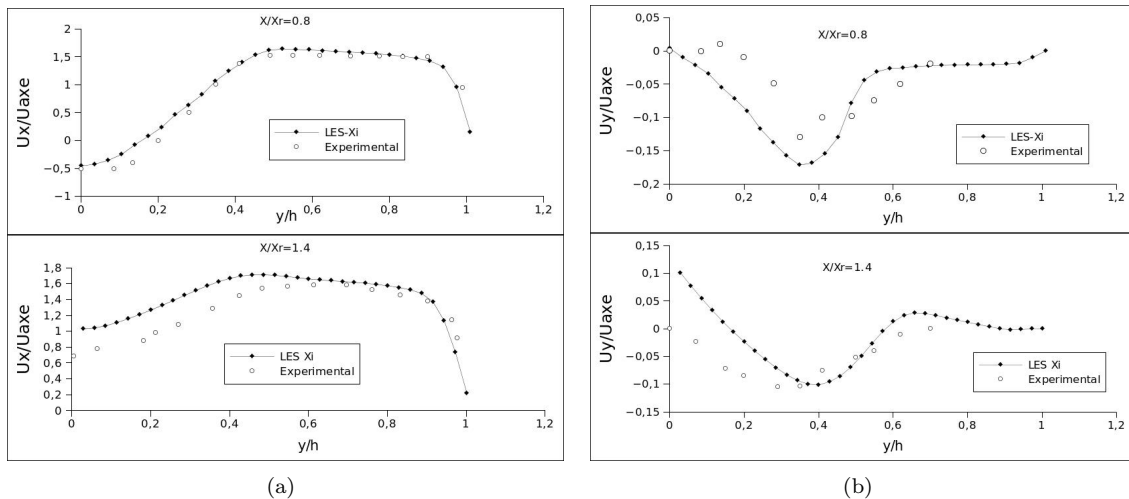 X/Xr=0.8
2
1,5
1
0,5
0
−0,5
−1
Ux/Uaxe
LES-Xi
Experimental
0 0,2 0,4 0,6 0,8 1 1,2
y/h
X/Xr=1.4
1,8
1,6
1,4
1,2
1
0,8
0,6
0,4
0,2
0
Ux/Uaxe
LES Xi
Experimental
0 0,2 0,4 0,6 0,8 1 1,2
y/h
(a)
0,05
X/Xr=0.8
0
−0,05
−0,1
−0,15
−0,2
Uy/Uaxe
LES-Xi
Experimental
0 0,2 0,4 0,6 0,8 1 1,2
y/h
0,15
X/Xr=1.4
0,1
0,05
0
−0,05
−0,1
−0,15
Uy/Uaxe
LES Xi
Experimental
0 0,2 0,4 0,6 0,8 1 1,2
y/h
(b)